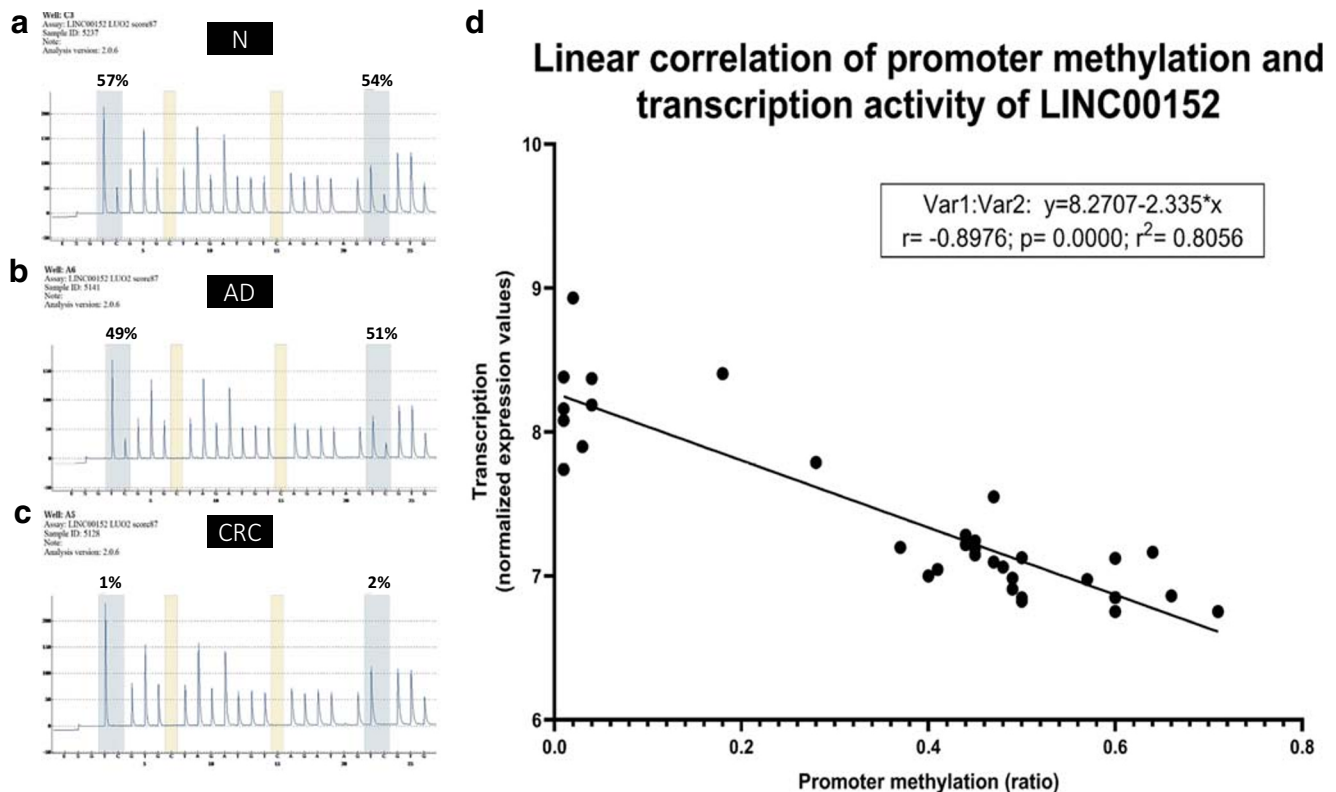 a
Well: C3
Assay: LINC00152 LUO2 score87
Sample ID: 5237
Note:
Analysis version: 2.0.6
N
57%
54%
b
Well: A6
Assay: LINC00152 LUO2 score87
Sample ID: 5141
Note:
Analysis version: 2.0.6
AD
49%
51%
c
Well: A5
Assay: LINC00152 LUO2 score87
Sample ID: 5128
Note:
Analysis version: 2.0.6
CRC
1%
2%
d
Linear correlation of promoter methylation and
transcription activity of LINC00152
Var1:Var2: y=8.2707-2.335*x
r= -0.8976; p= 0.0000; r²= 0.8056
Transcription
(normalized expression values)
10
9
8
7
6
0.0 0.2 0.4 0.6 0.8
Promoter methylation (ratio)